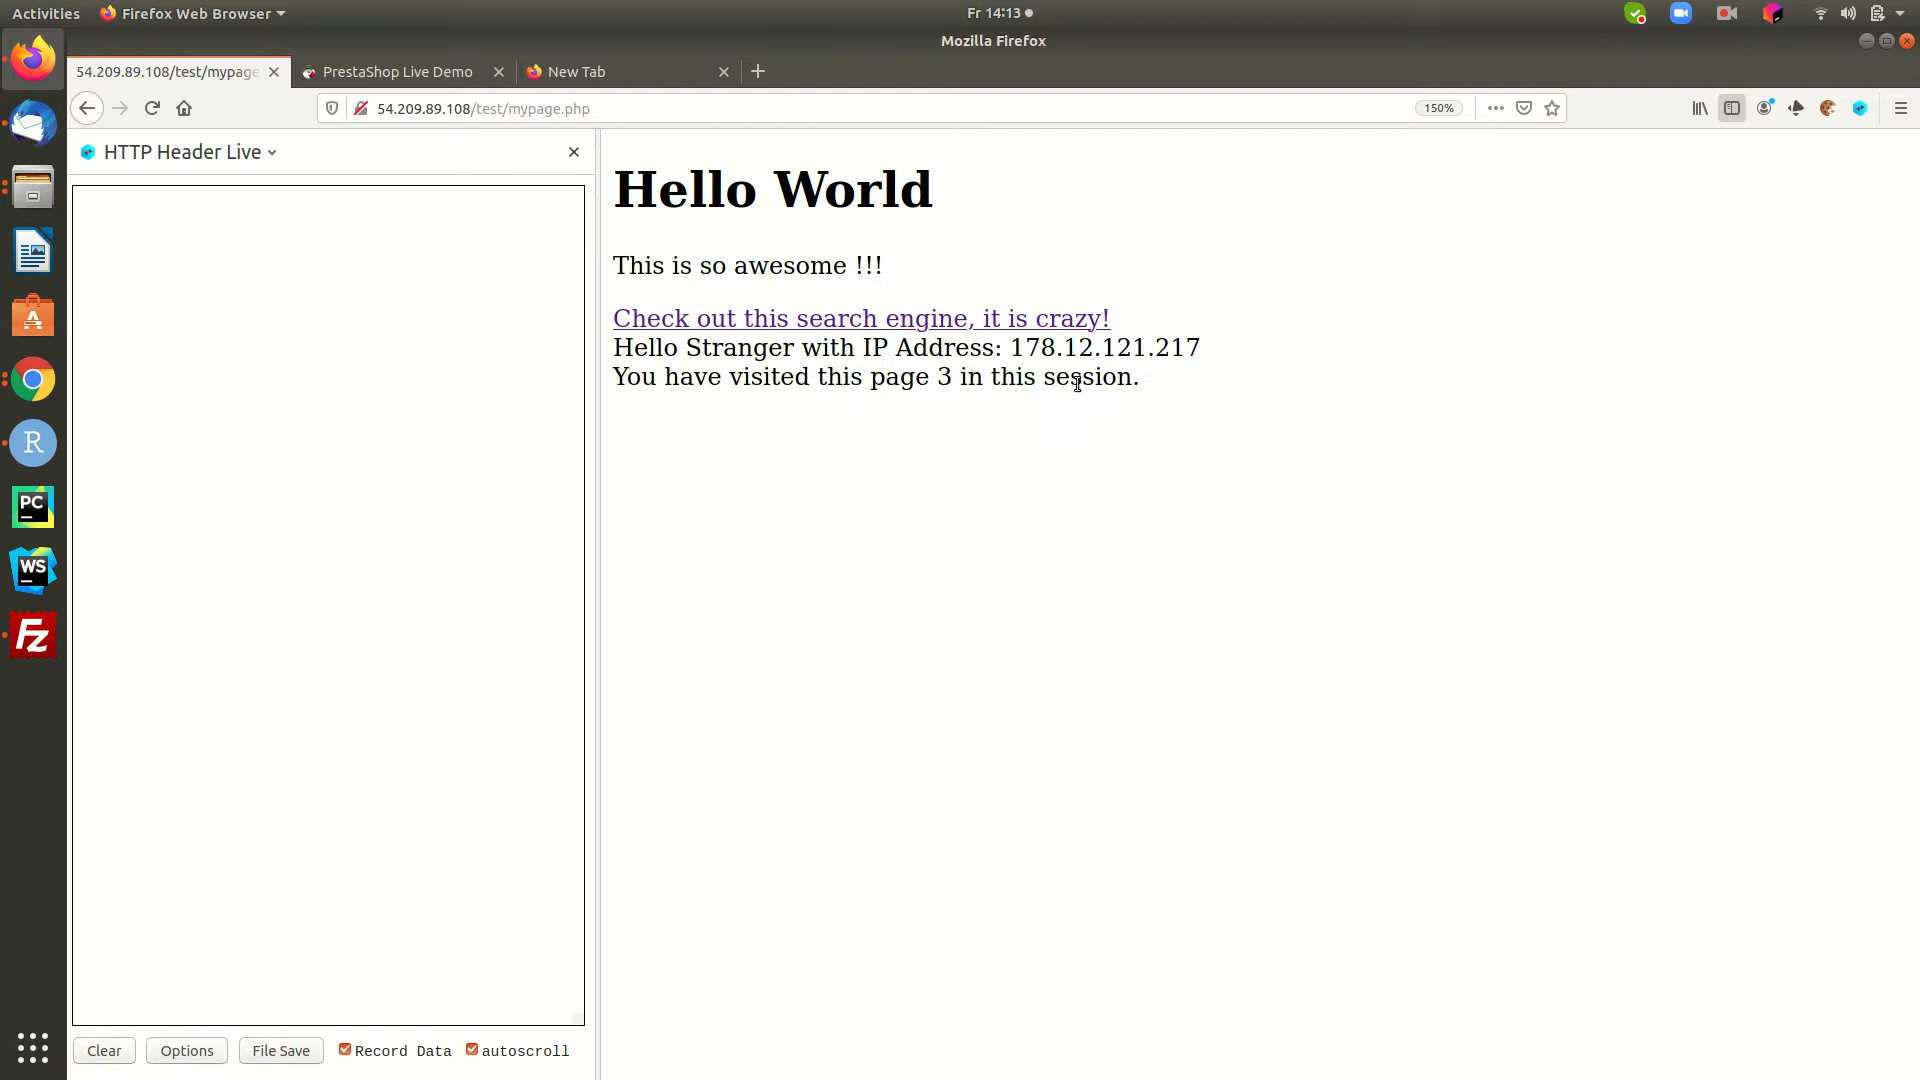 Activities
Firefox Web Browser
Fr 14:13
Mozilla Firefox
54.209.89.108/test/mypage
PrestaShop Live Demo
New Tab
54.209.89.108/test/mypage.php
150%
HTTP Header Live
Hello World
This is so awesome !!!
Check out this search engine, it is crazy!
Hello Stranger with IP Address: 178.12.121.217
You have visited this page 3 in this session.
R
PC
WS
Fz
Clear
Options
File Save
Record Data
autoscroll